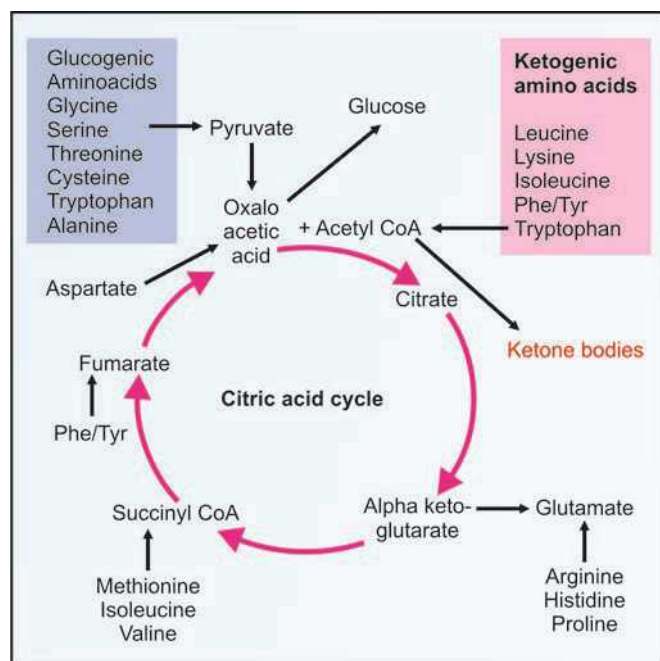 Glucogenic
Aminoacids
Glycine
Serine
Threonine
Cysteine
Tryptophan
Alanine
Pyruvate
Glucose
Ketogenic
amino acids
Leucine
Lysine
Isoleucine
Phe/Tyr
Tryptophan
Oxalo
acetic
acid
+ Acetyl CoA
Aspartate
Citrate
Ketone bodies
Fumarate
Citric acid cycle
Phe/Tyr
Succinyl CoA
Alpha keto-
glutarate
Glutamate
Methionine
Isoleucine
Valine
Arginine
Histidine
Proline